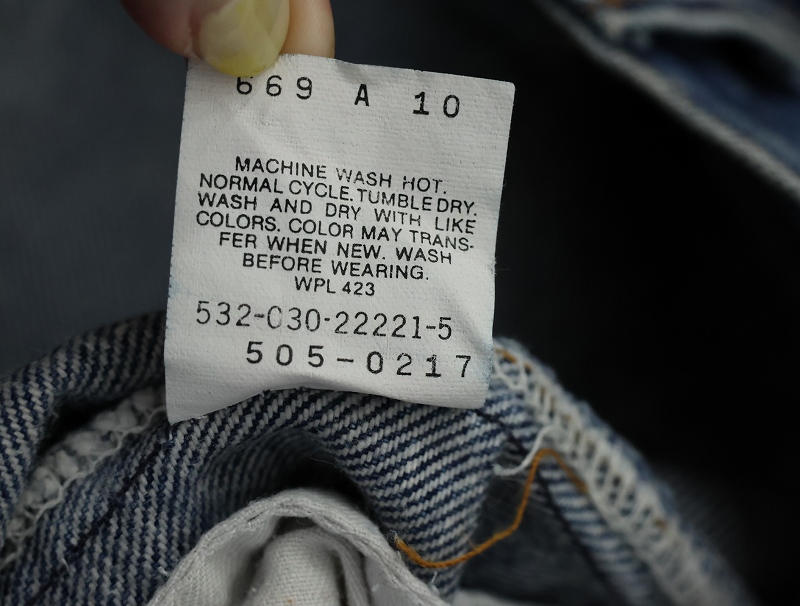 669 A 10
MACHINE WASH HOT.
NORMAL CYCLE. TUMBLE DRY.
WASH AND DRY WITH LIKE
COLORS. COLOR MAY TRANS-
FER WHEN NEW. WASH
BEFORE WEARING.
WPL 423
532-030-22221-5
505-0217